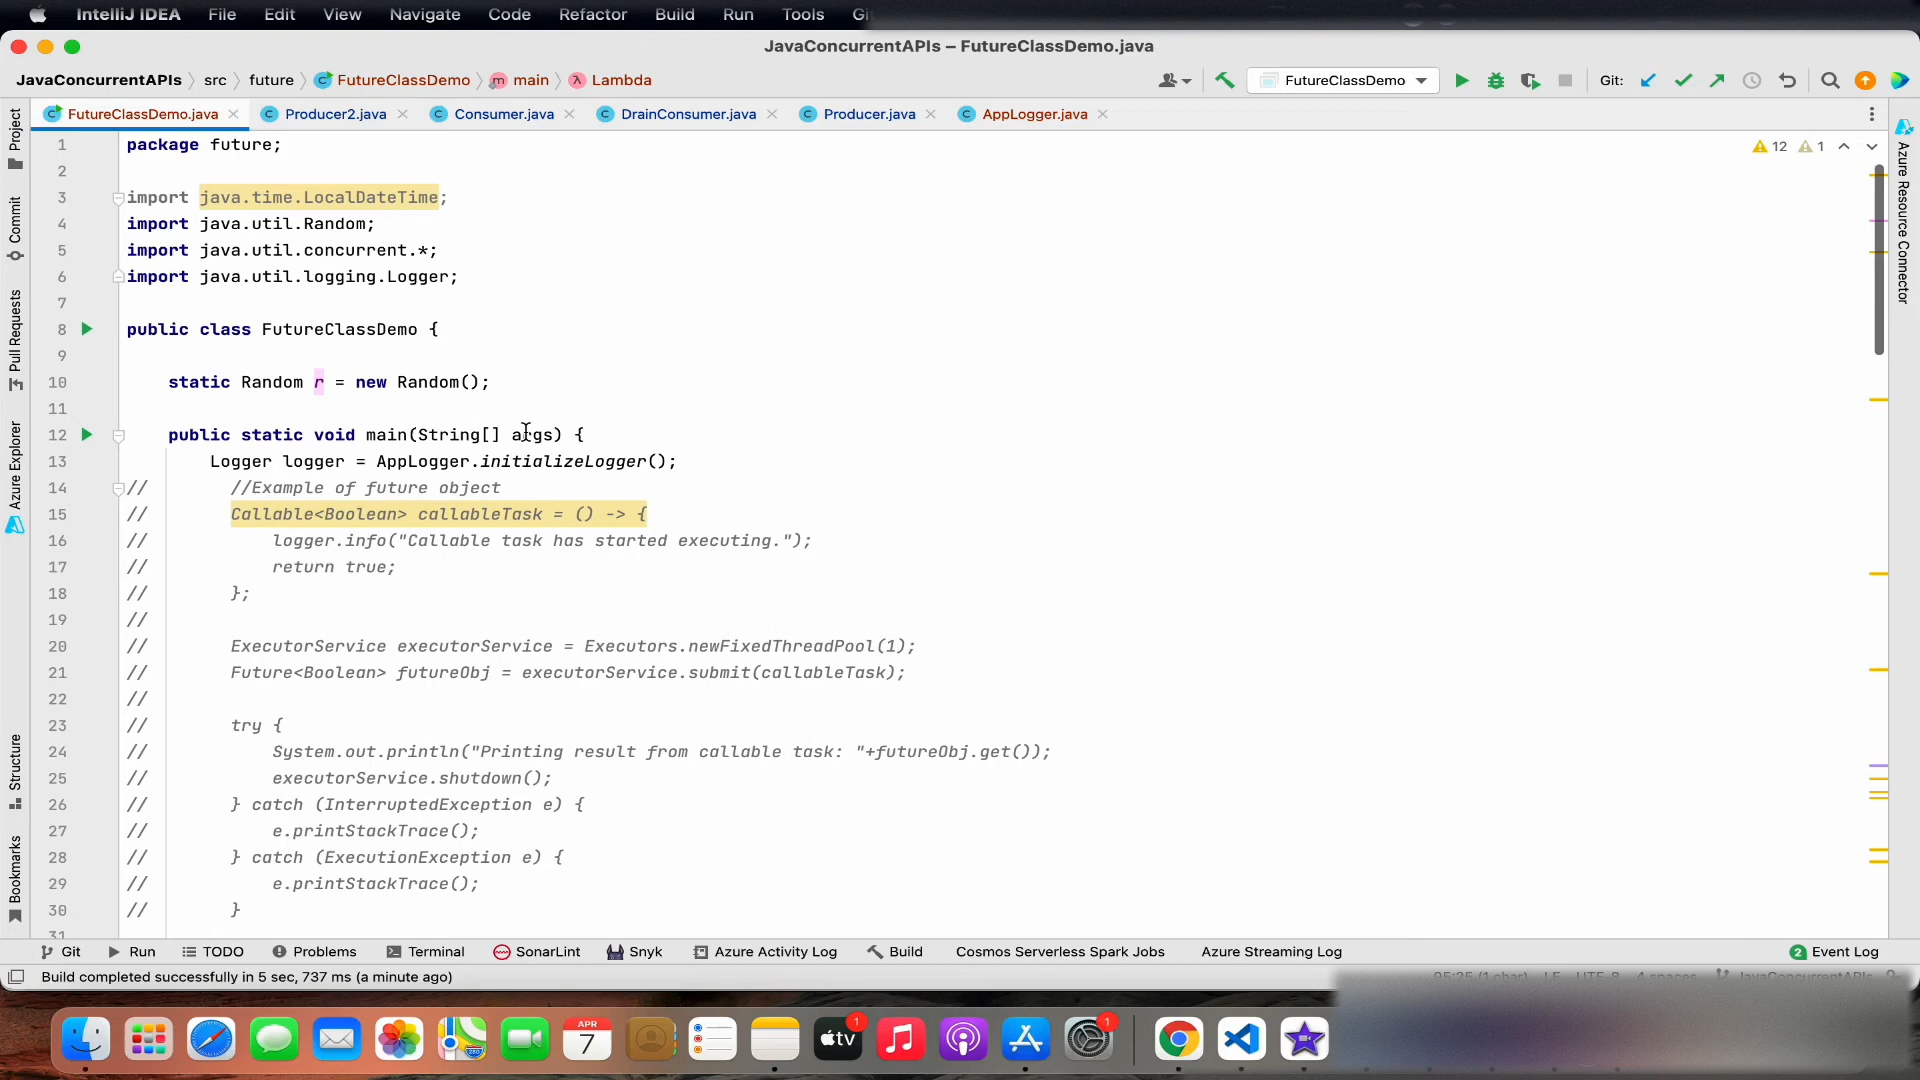 IntelliJ IDEA File Edit View Navigate Code Refactor Build Run Tools
JavaConcurrentAPIs – FutureClassDemo.java
JavaConcurrentAPIs src future FutureClassDemo main Lambda FutureClassDemo Git:
FutureClassDemo.java Producer2.java Consumer.java DrainConsumer.java Producer.java AppLogger.java
12 1
1 package future;
2
3 import java.time.LocalDateTime;
4 import java.util.Random;
5 import java.util.concurrent.*;
6 import java.util.logging.Logger;
7
8 public class FutureClassDemo {
9
10 static Random r = new Random();
11
12 public static void main(String[] args) {
13 Logger logger = AppLogger.initializeLogger();
14 // //Example of future object
15 // Callable<Boolean> callableTask = () -> {
16 // logger.info("Callable task has started executing.");
17 // return true;
18 // };
19 //
20 // ExecutorService executorService = Executors.newFixedThreadPool(1);
21 // Future<Boolean> futureObj = executorService.submit(callableTask);
22 //
23 // try {
24 // System.out.println("Printing result from callable task: "+futureObj.get());
25 // executorService.shutdown();
26 // } catch (InterruptedException e) {
27 // e.printStackTrace();
28 // } catch (ExecutionException e) {
29 // e.printStackTrace();
30 // }
31
Project
Commit
Pull Requests
Azure Explorer
Structure
Bookmarks
Azure Resource Connector
Git Run TODO Problems Terminal SonarLint Snyk Azure Activity Log Build Cosmos Serverless Spark Jobs Azure Streaming Log 2 Event Log
Build completed successfully in 5 sec, 737 ms (a minute ago)
APR
7
280
tv
1
1